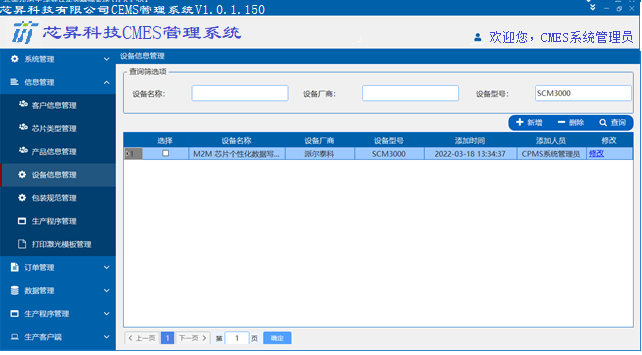 芯昇科技有限公司CEMS管理系统V1.0.1.150
芯昇科技CMES管理系统
欢迎您，CMES系统管理员
系统管理
信息管理
客户信息管理
芯片类型管理
产品信息管理
设备信息管理
包装规范管理
生产程序管理
打印激光模板管理
订单管理
数据管理
生产程序管理
生产客户端
设备信息管理
查询筛选项
设备名称： 设备厂商： 设备型号： SCM3000
新增 删除 查询
选择 设备名称 设备厂商 设备型号 添加时间 添加人员 修改
M2M 芯片个性化数据写... 派尔泰科 SCM3000 2022-03-18 13:34:37 CPMS系统管理员 修改
上一页 1 下一页 第 1 页 确定